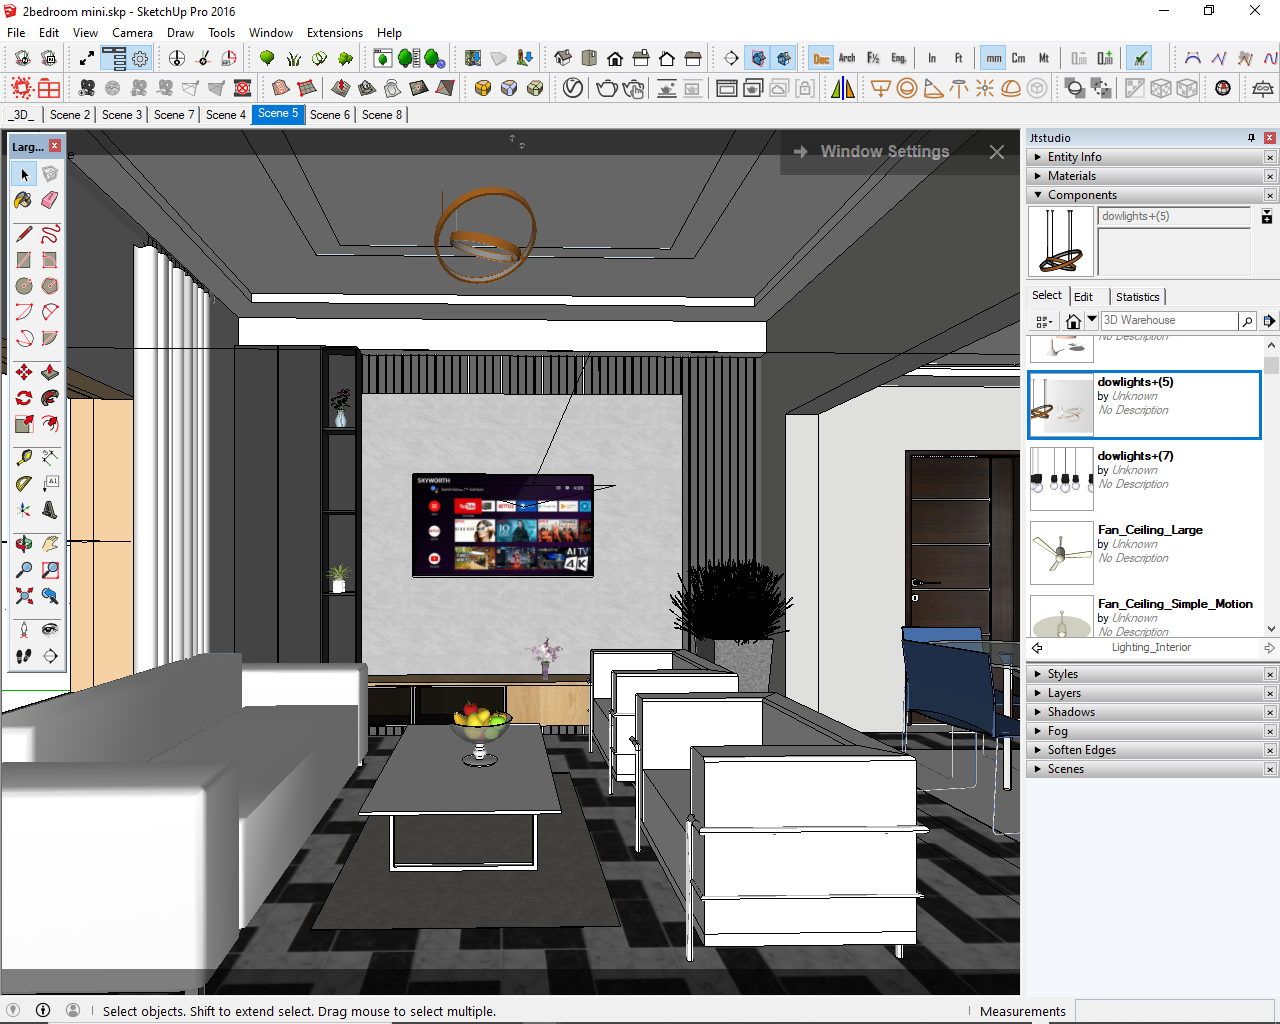 2bedroom mini.skp - SketchUp Pro 2016
File Edit View Camera Draw Tools Window Extensions Help
Doc Arch F½ Eng. In Ft mm Cm Mt
_3D_ Scene 2 Scene 3 Scene 7 Scene 4 Scene 5 Scene 6 Scene 8
Larg...
Window Settings
Jtstudio
Entity Info
Materials
Components
dowlights+(5)
Select Edit Statistics
3D Warehouse
No Description
dowlights+(5)
by Unknown
No Description
dowlights+(7)
by Unknown
No Description
Fan_Ceiling_Large
by Unknown
No Description
Fan_Ceiling_Simple_Motion
by Unknown
No Description
Lighting_Interior
Styles
Layers
Shadows
Fog
Soften Edges
Scenes
SKYWORTH
YouTube
NETFLIX
AI TV
4K
Select objects. Shift to extend select. Drag mouse to select multiple.
Measurements